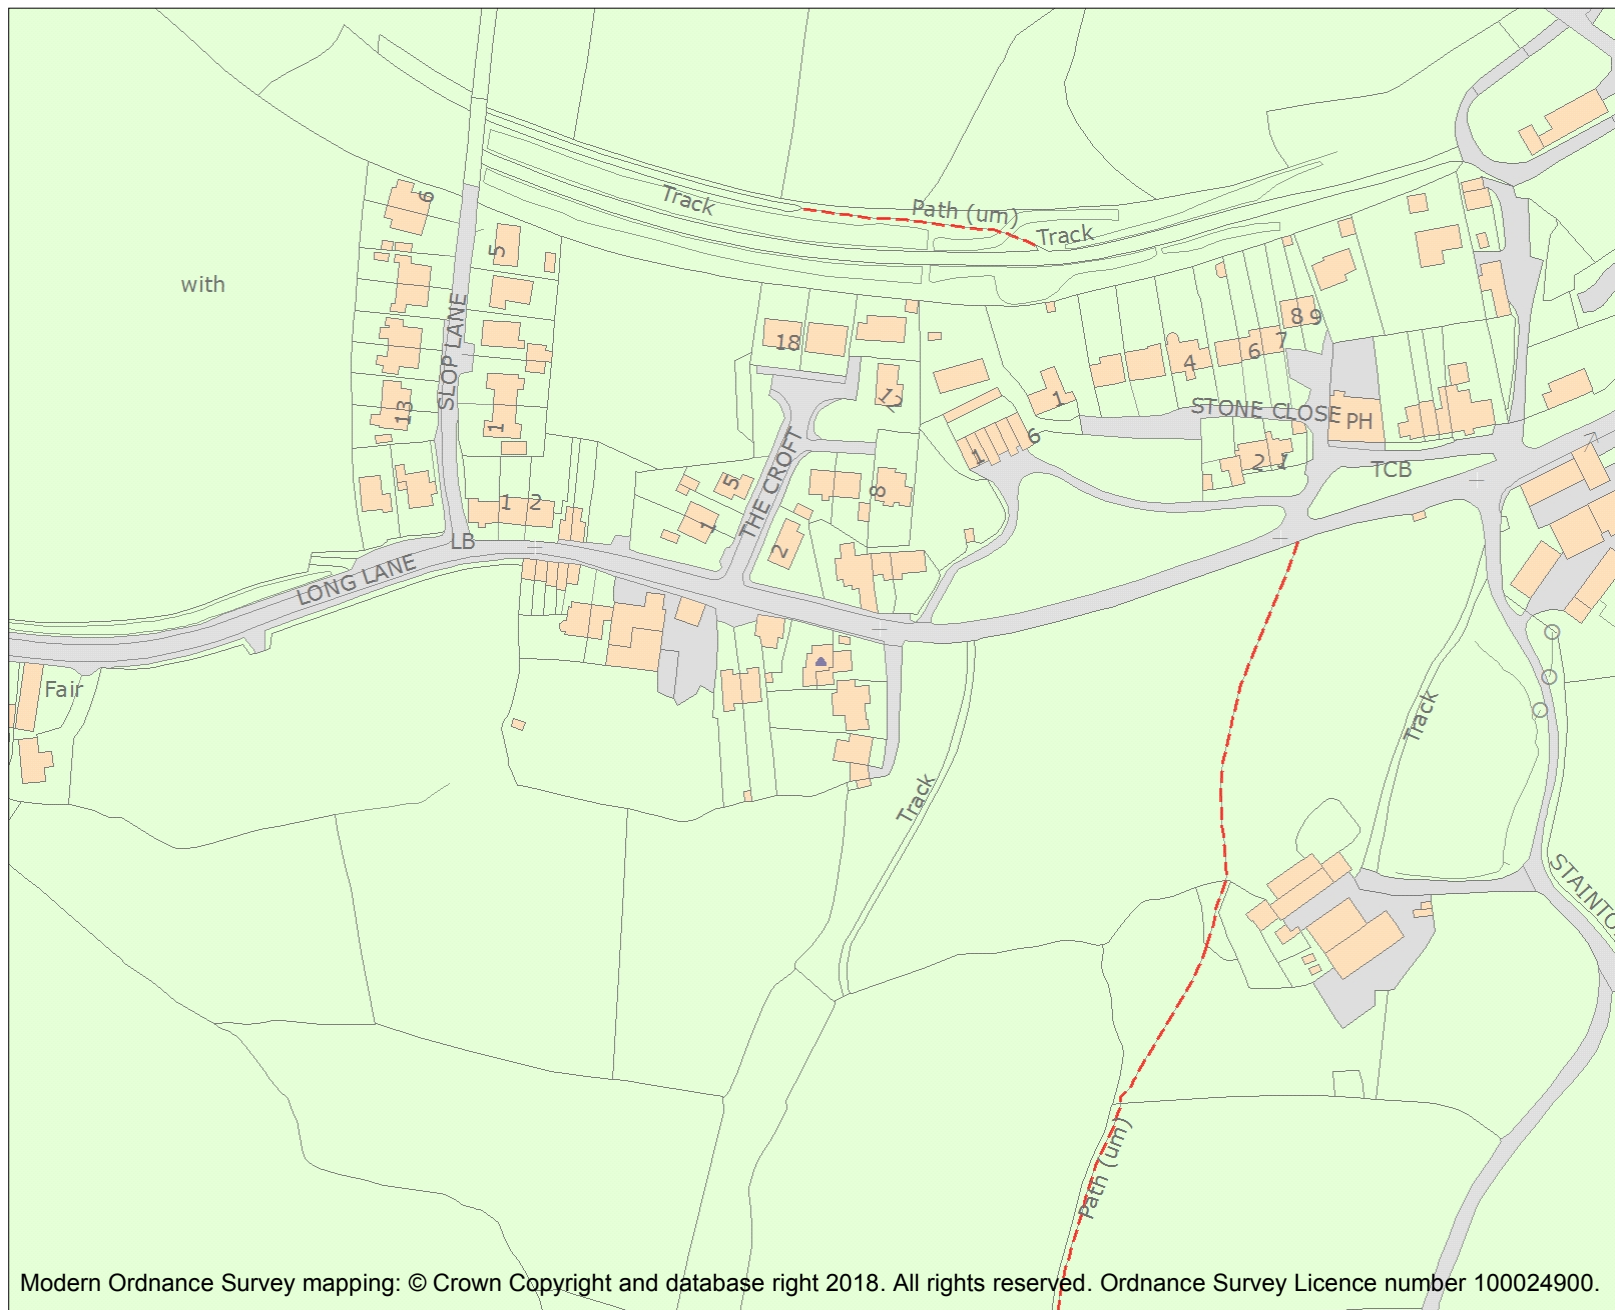 Track
Path (um)
Track
6
5
with
SLOP LANE
18
8 9
7
6
4
12
1
STONE CLOSE
PH
13
1
6
1
2 1
TCB
THE CROFT
5
8
1 2
1
2
LB
LONG LANE
Fair
Track
Track
STAINTO
Path (um)
Modern Ordnance Survey mapping: © Crown Copyright and database right 2018. All rights reserved. Ordnance Survey Licence number 100024900.